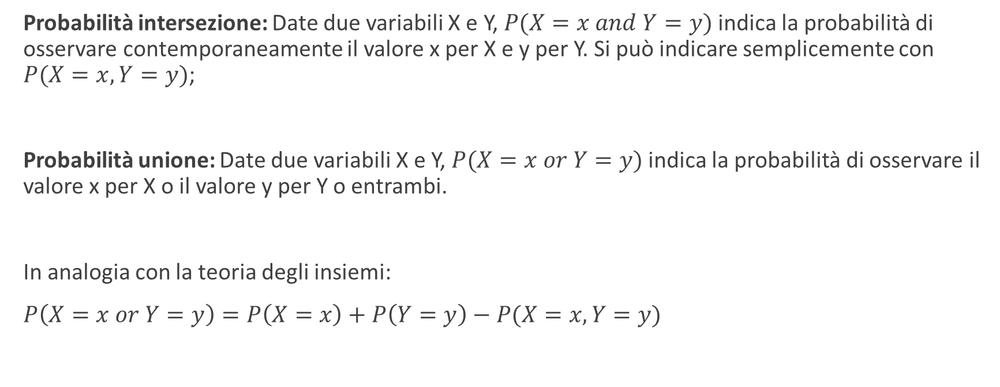 Probabilità intersezione: Date due variabili X e Y, P(X = x and Y = y) indica la probabilità di
osservare contemporaneamente il valore x per X e y per Y. Si può indicare semplicemente con
P(X = x, Y = y);
Probabilità unione: Date due variabili X e Y, P(X = x or Y = y) indica la probabilità di osservare il
valore x per X o il valore y per Y o entrambi.
In analogia con la teoria degli insiemi:
P(X = x or Y = y) = P(X = x) + P(Y = y) − P(X = x, Y = y)